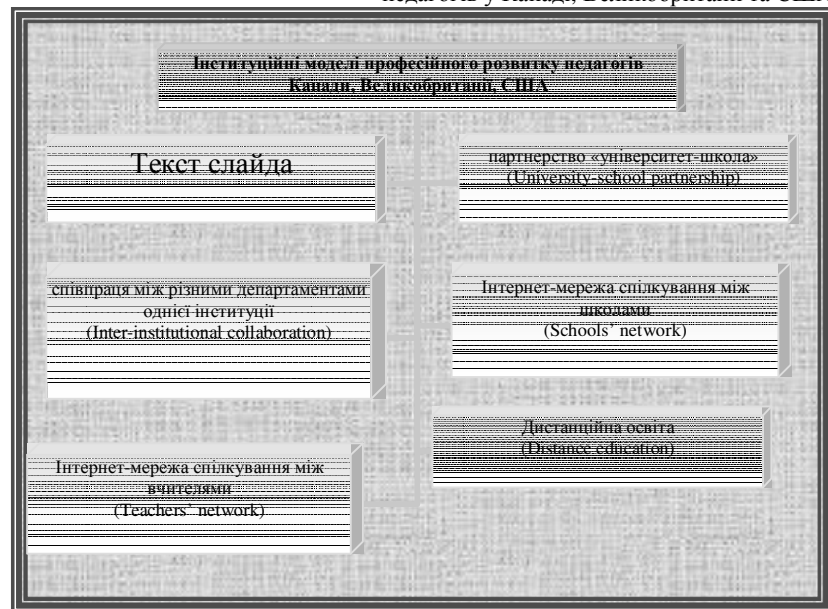 педагогів у Канаді, Великобританії та США
Інституційні моделі професійного розвитку педагогів
Канади, Великобританії, США
Текст слайда
партнерство «університет-школа»
(University-school partnership)
співпраця між різними департаментами
однієї інституції
(Inter-institutional collaboration)
Інтернет-мережа спілкування між
школами
(Schools’ network)
Дистанційна освіта
(Distance education)
Інтернет-мережа спілкування між
вчителями
(Teachers’ network)